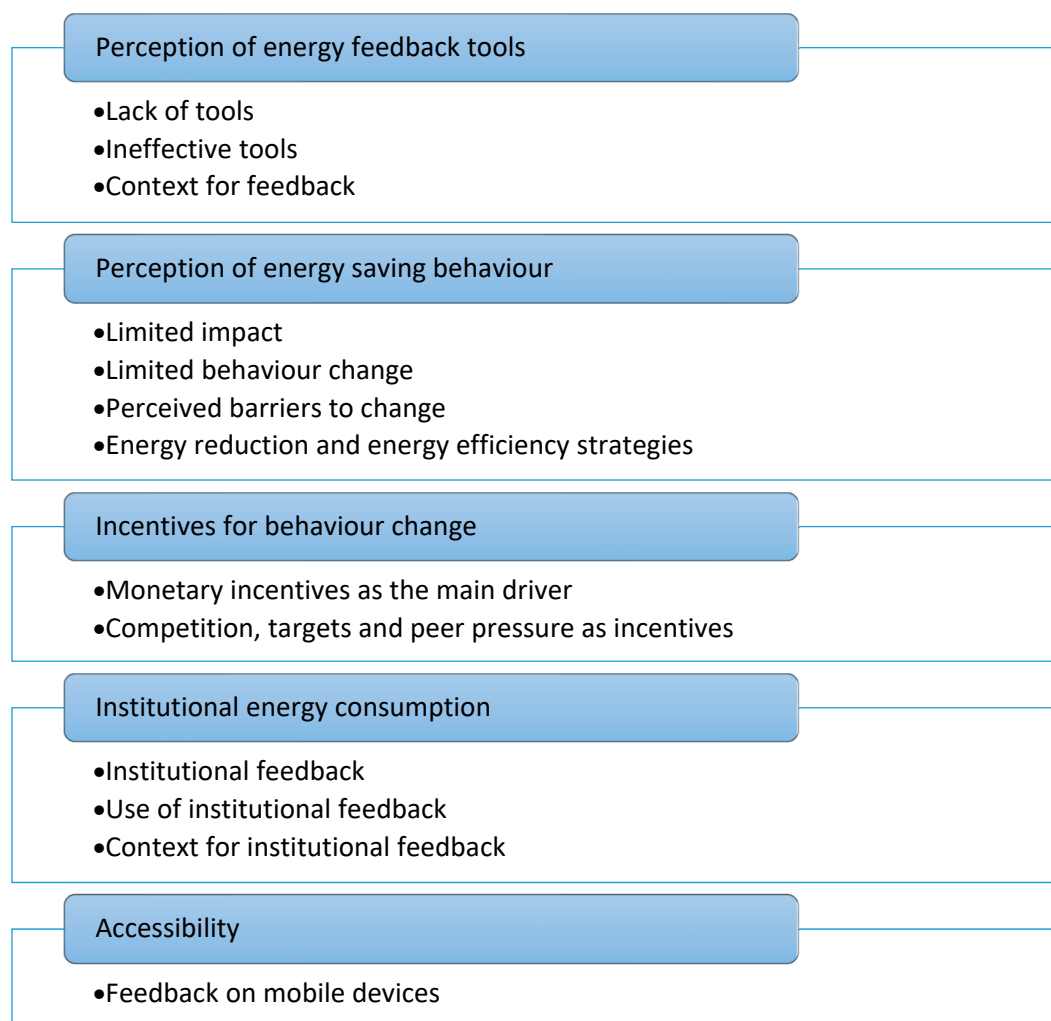 Perception of energy feedback tools
•Lack of tools
•Ineffective tools
•Context for feedback
Perception of energy saving behaviour
•Limited impact
•Limited behaviour change
•Perceived barriers to change
•Energy reduction and energy efficiency strategies
Incentives for behaviour change
•Monetary incentives as the main driver
•Competition, targets and peer pressure as incentives
Institutional energy consumption
•Institutional feedback
•Use of institutional feedback
•Context for institutional feedback
Accessibility
•Feedback on mobile devices